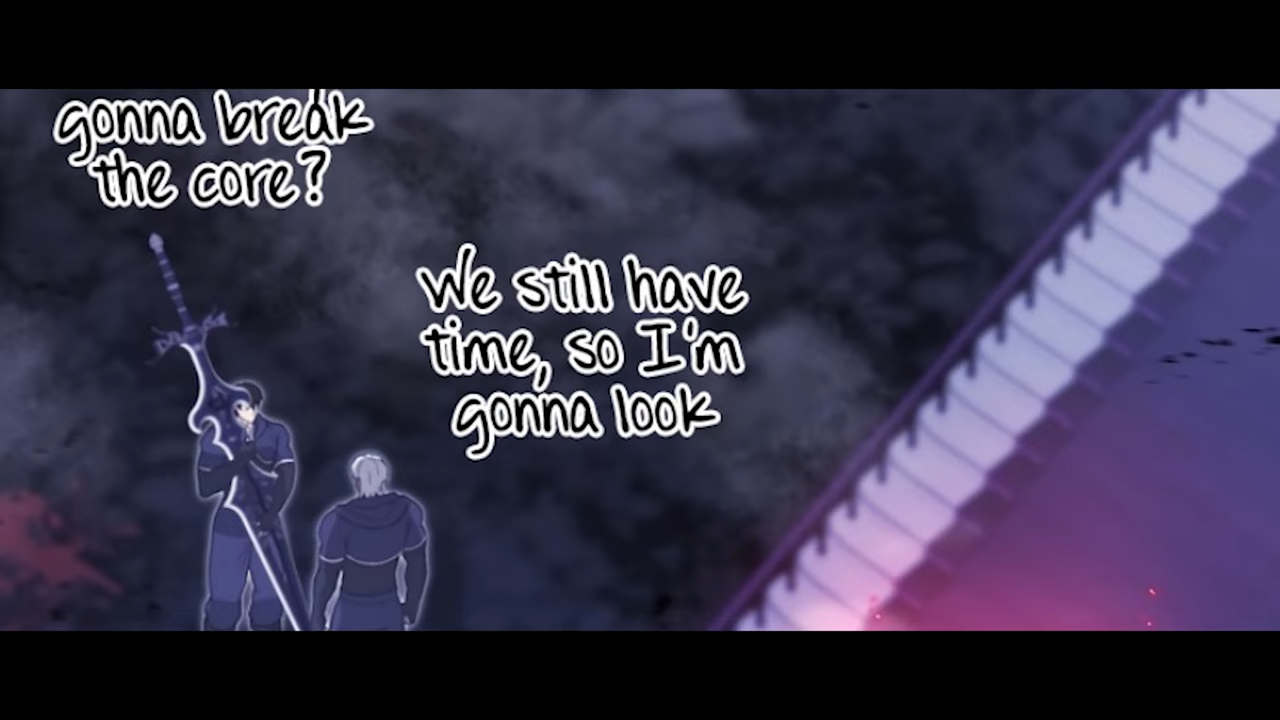 gonna break
the core?
We still have
time, so I'm
gonna look